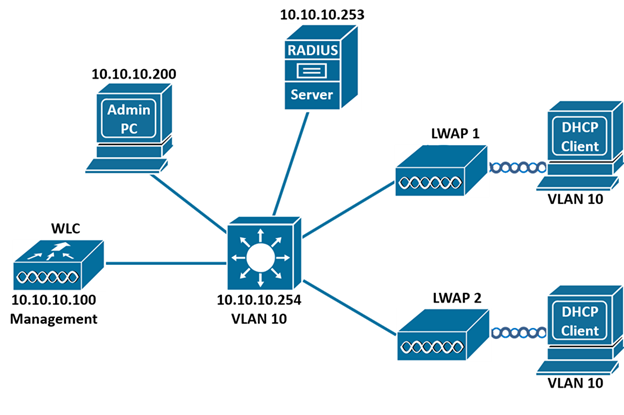 10.10.10.253
RADIUS
Server
10.10.10.200
Admin
PC
LWAP 1
DHCP
Client
VLAN 10
WLC
10.10.10.100
Management
10.10.10.254
VLAN 10
LWAP 2
DHCP
Client
VLAN 10